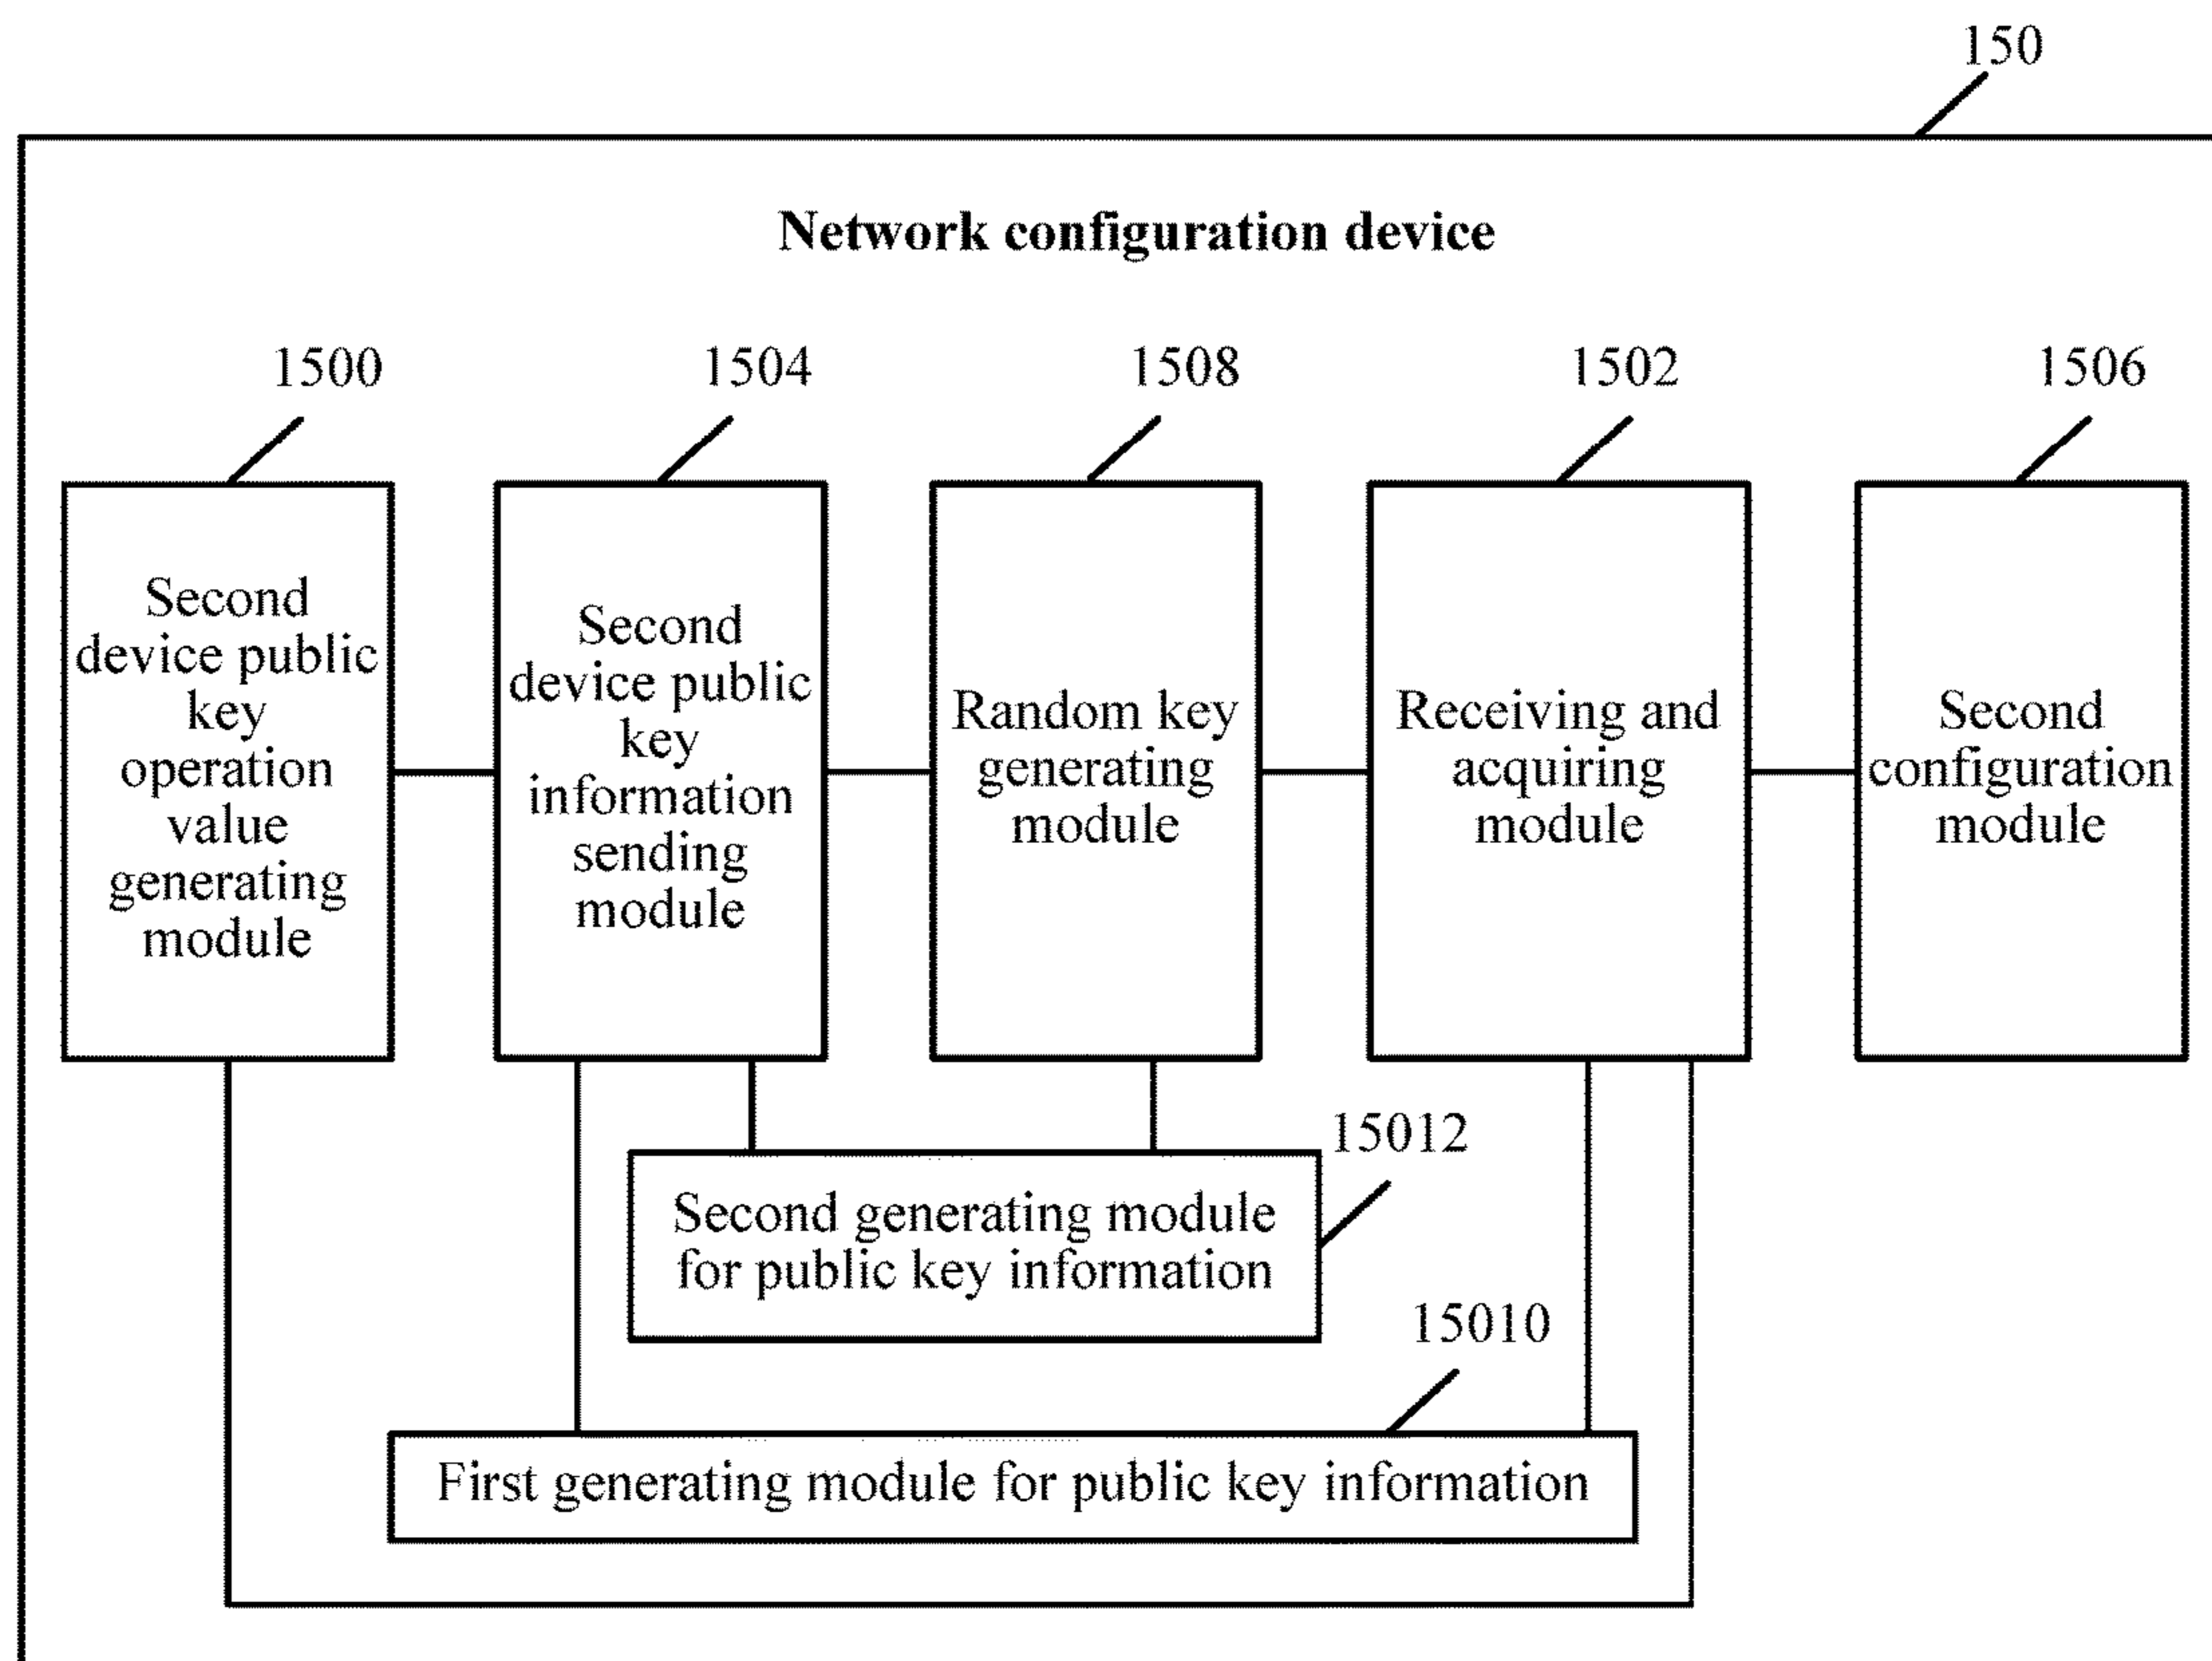 150
Network configuration device
1500
1504
1508
1502
1506
Second
device public
key
operation
value
generating
module
Second
device public
key
information
sending
module
Random key
generating
module
Receiving and
acquiring
module
Second
configuration
module
15012
Second generating module
for public key information
15010
First generating module for public key information